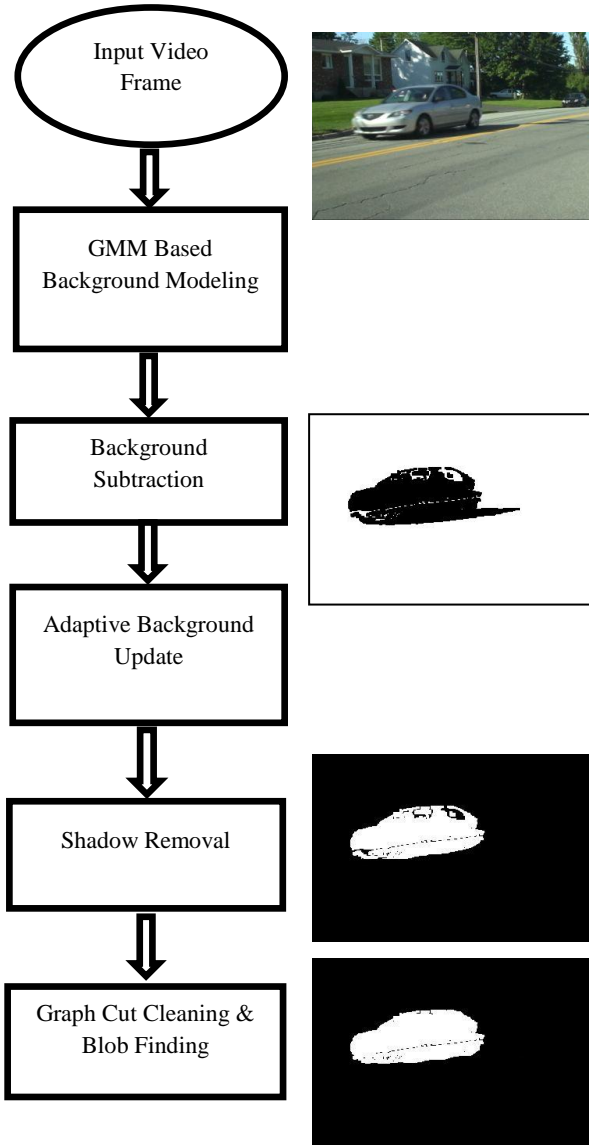 Input Video
Frame
GMM Based
Background Modeling
Background
Subtraction
Adaptive Background
Update
Shadow Removal
Graph Cut Cleaning &
Blob Finding